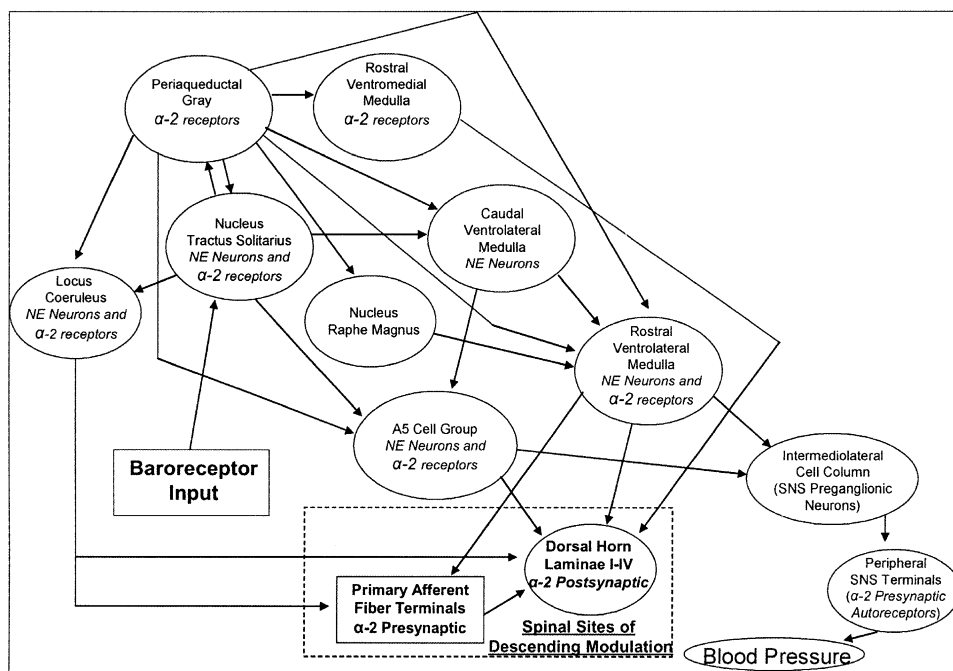 Periaqueductal
Gray
α-2 receptors
Rostral
Ventromedial
Medulla
α-2 receptors
Nucleus
Tractus Solitarius
NE Neurons and
α-2 receptors
Caudal
Ventrolateral
Medulla
NE Neurons
Locus
Coeruleus
NE Neurons and
α-2 receptors
Nucleus
Raphe Magnus
Rostral
Ventrolateral
Medulla
NE Neurons and
α-2 receptors
A5 Cell Group
NE Neurons and
α-2 receptors
Baroreceptor
Input
Intermediolateral
Cell Column
(SNS Preganglionic
Neurons)
Dorsal Horn
Laminae I-IV
α-2 Postsynaptic
Primary Afferent
Fiber Terminals
α-2 Presynaptic
Spinal Sites of
Descending Modulation
Peripheral
SNS Terminals
(α-2 Presynaptic
Autoreceptors)
Blood Pressure